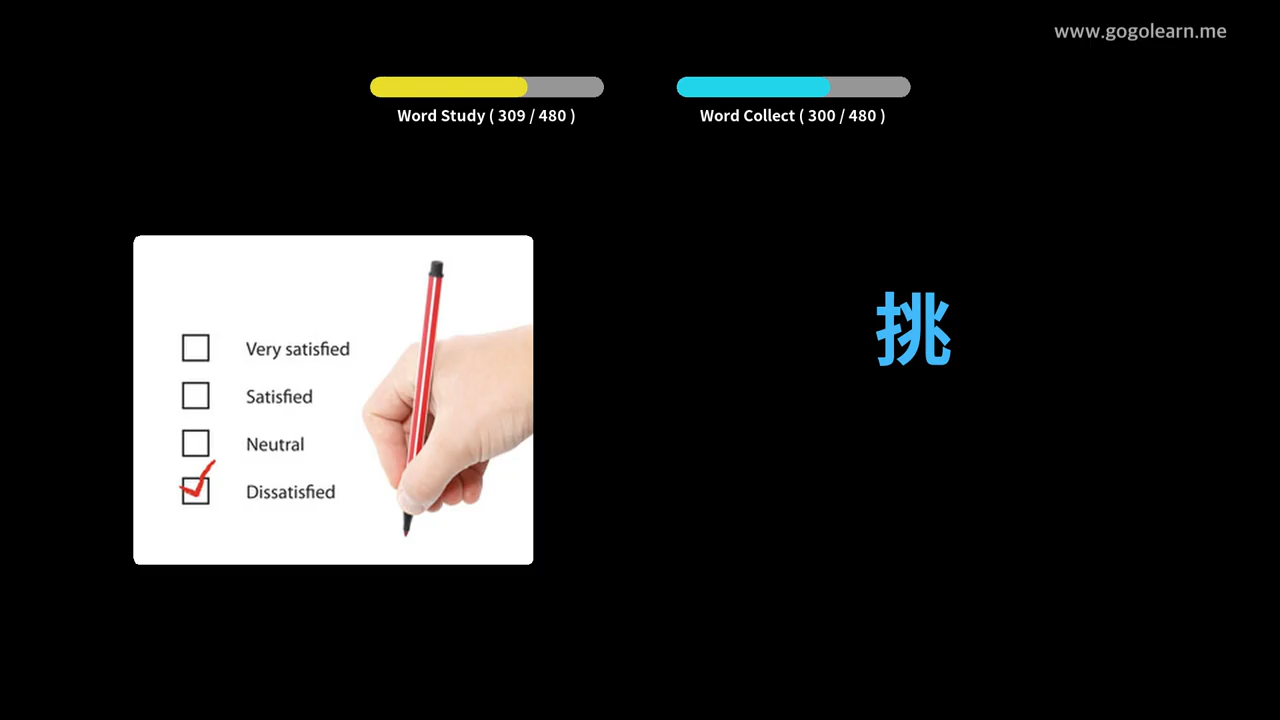 www.gogolearn.me
Word Study ( 309 / 480 )
Word Collect ( 300 / 480 )
挑
Very satisfied
Satisfied
Neutral
Dissatisfied